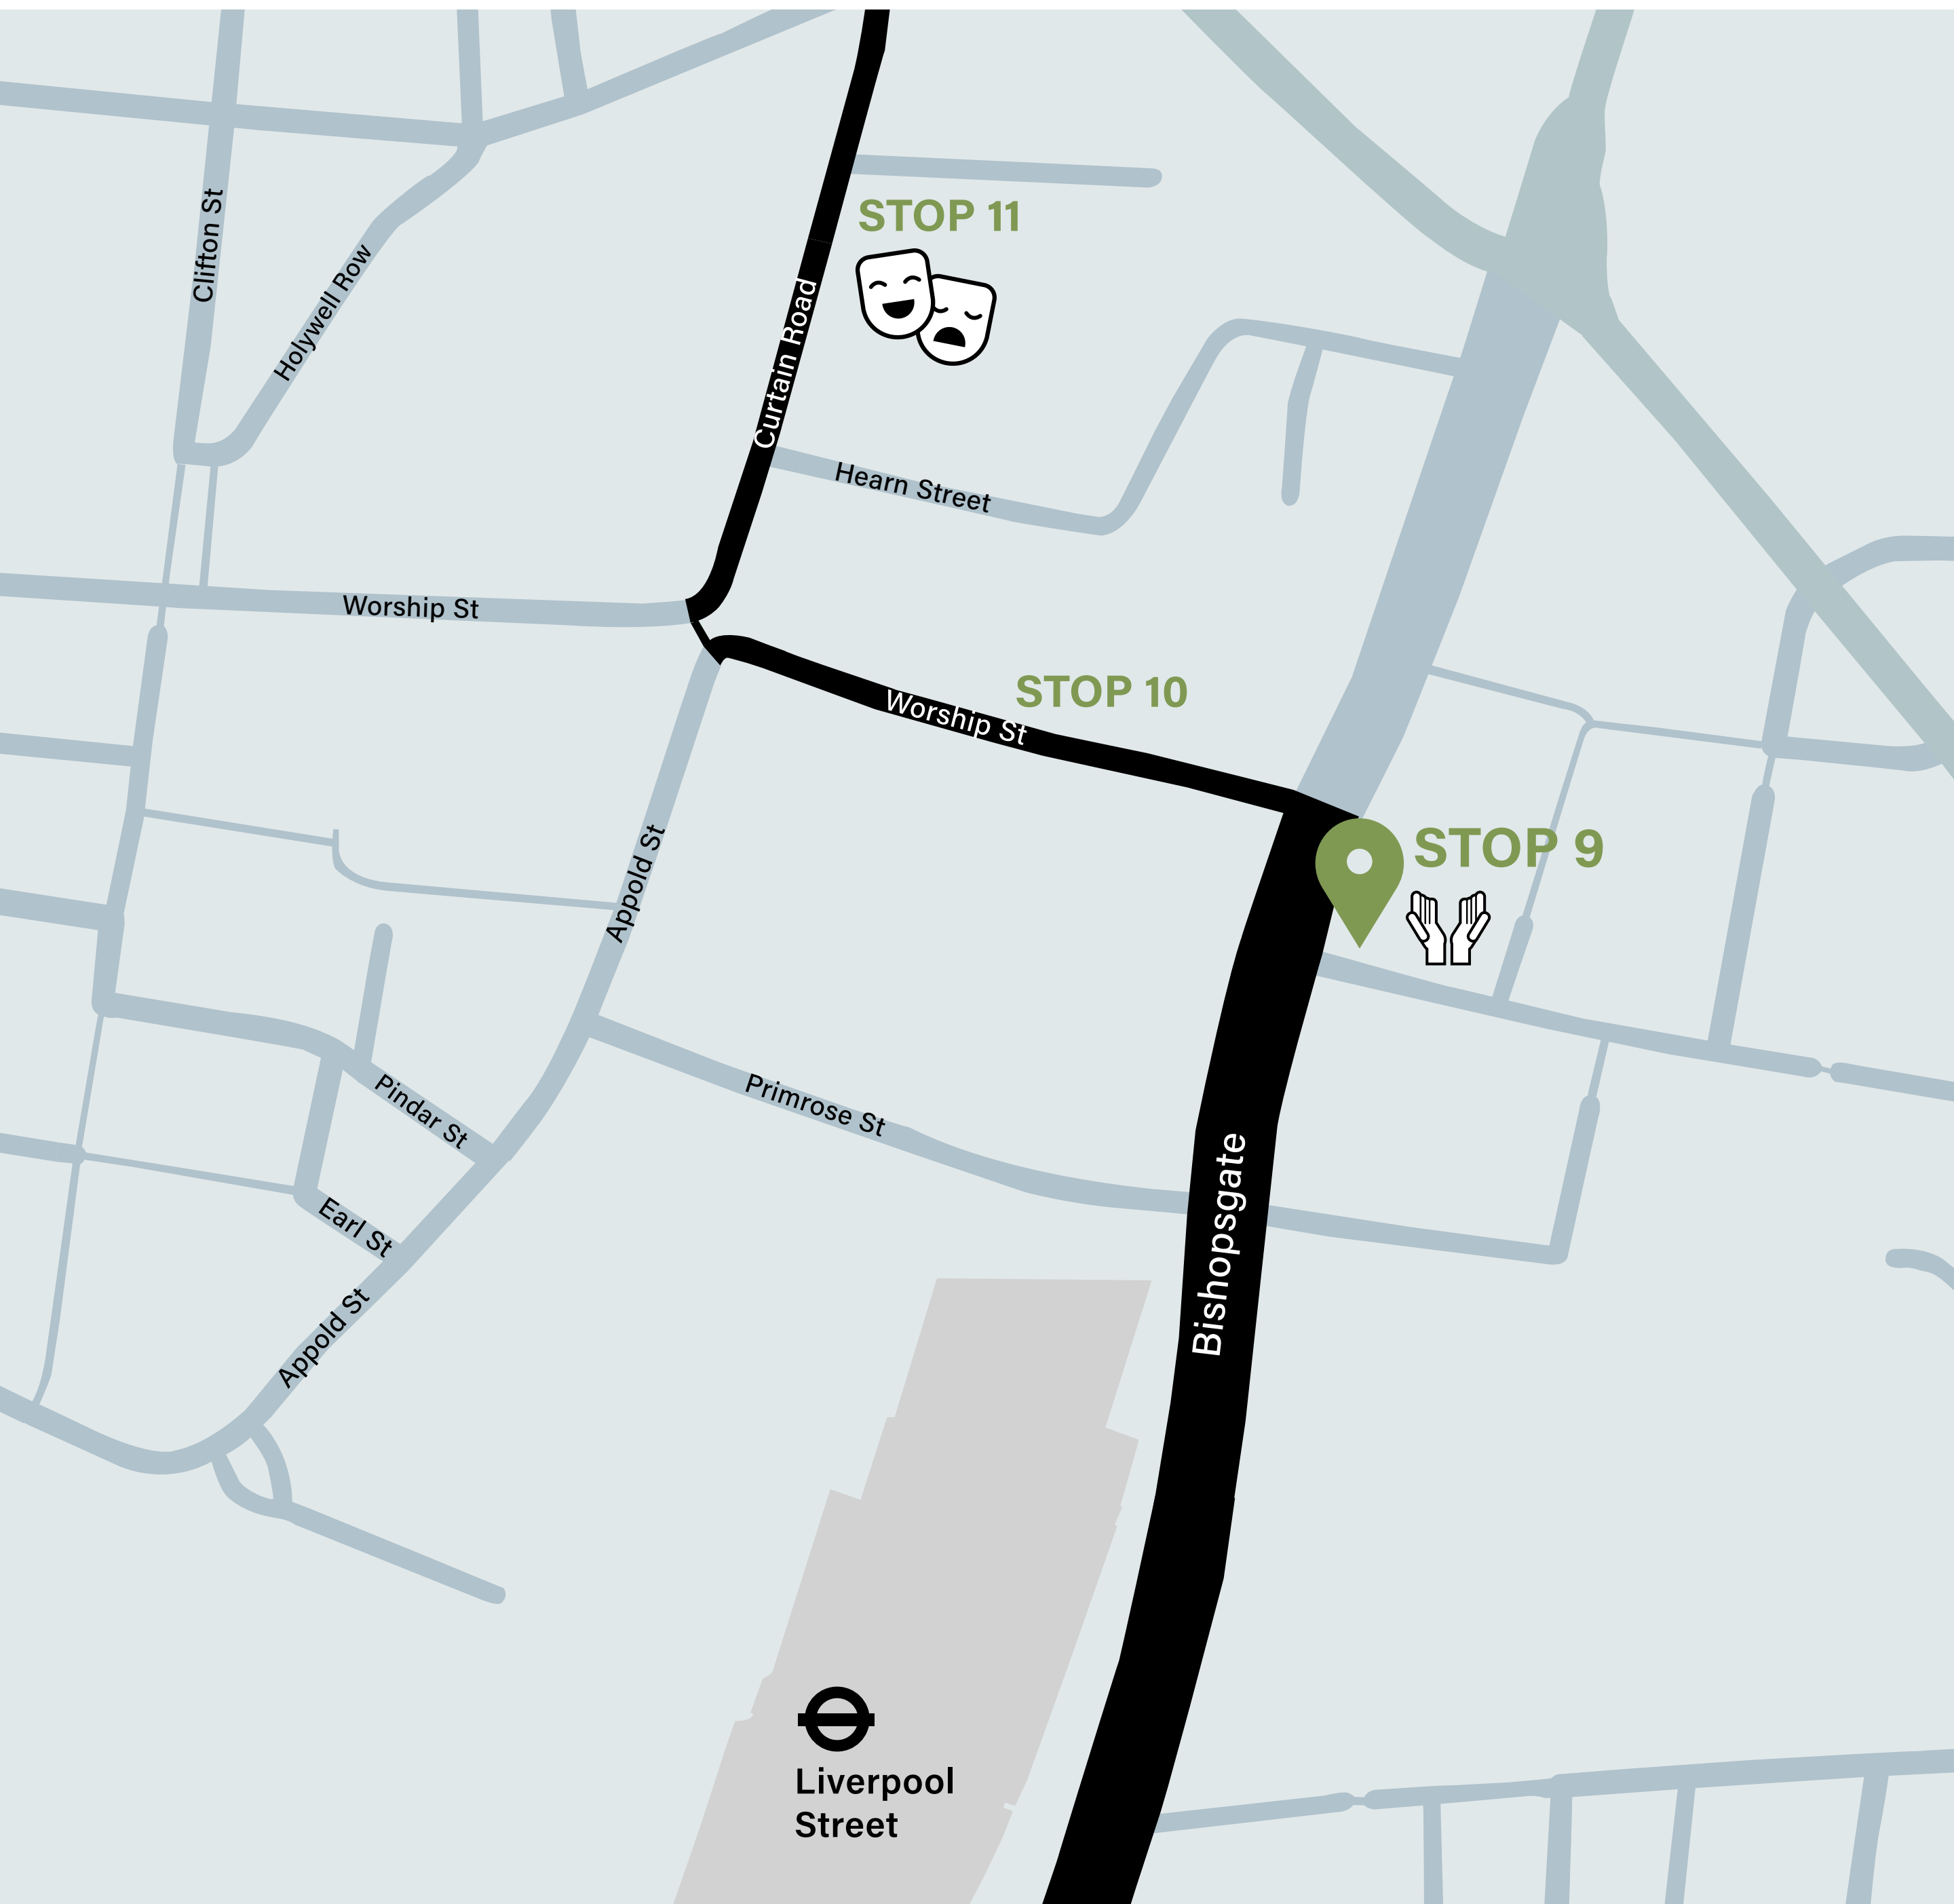 Clifton St
Holywell Row
STOP 11
Curtain Road
Hearn Street
Worship St
STOP 10
Worship St
STOP 9
Appold St
Primrose St
Pindar St
Bishopsgate
Earl St
Appold St
Liverpool
Street